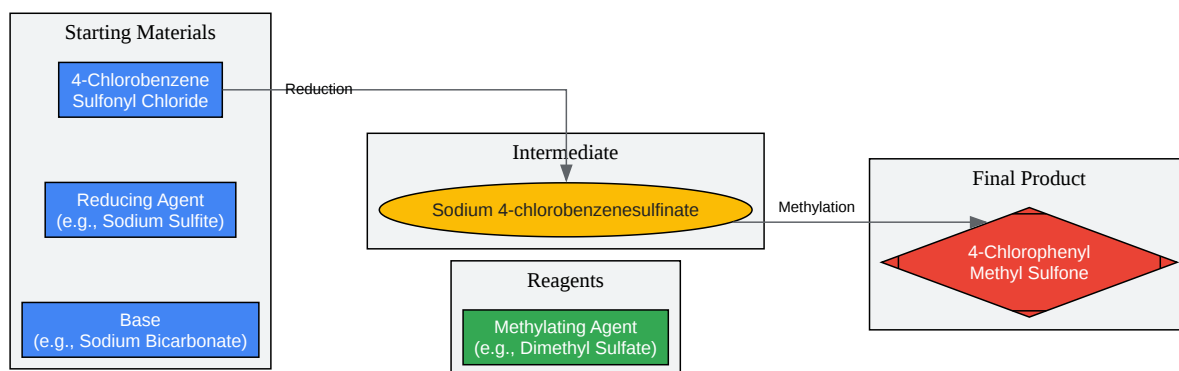 Starting Materials
4-Chlorobenzene
Sulfonyl Chloride
Reduction
Reducing Agent
(e.g., Sodium Sulfite)
Base
(e.g., Sodium Bicarbonate)
Intermediate
Sodium 4-chlorobenzenesulfinate
Methylation
Reagents
Methylating Agent
(e.g., Dimethyl Sulfate)
Final Product
4-Chlorophenyl
Methyl Sulfone